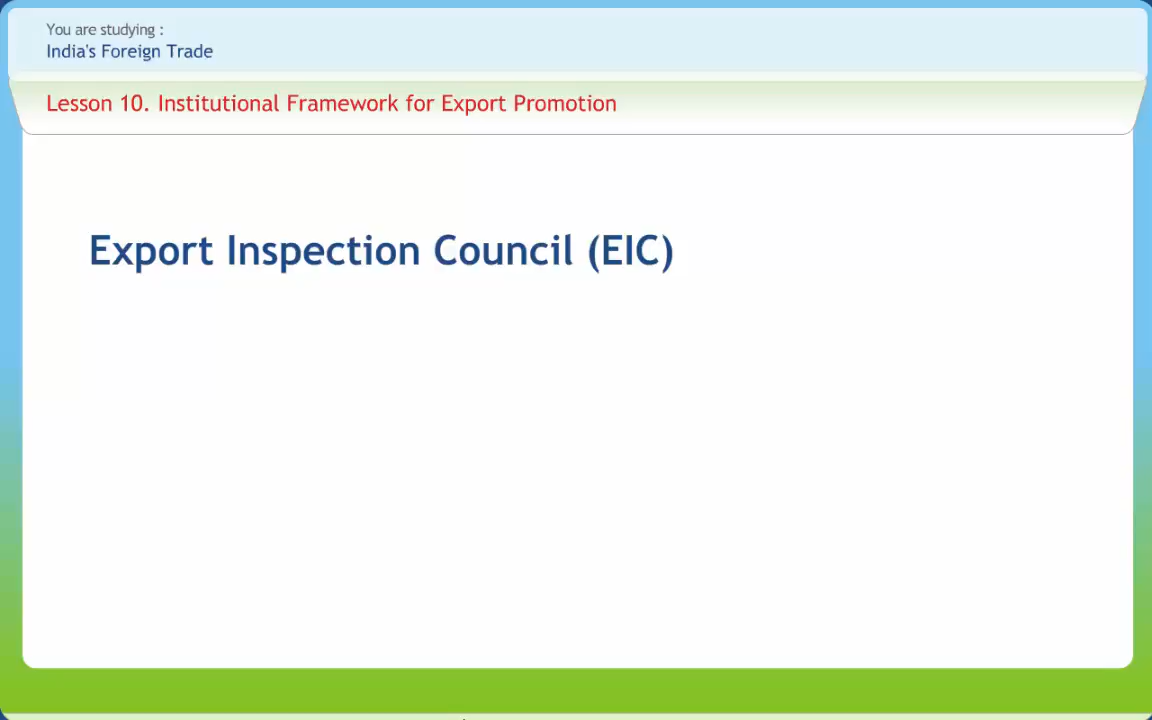 You are studying :
India's Foreign Trade
Lesson 10. Institutional Framework for Export Promotion
Export Inspection Council (EIC)